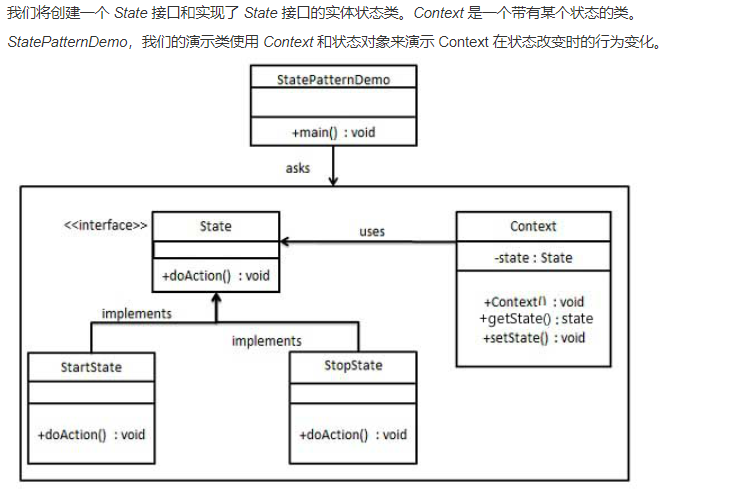 我们将创建一个 State 接口和实现了 State 接口的实体状态类。Context 是一个带有某个状态的类。
StatePatternDemo，我们的演示类使用 Context 和状态对象来演示 Context 在状态改变时的行为变化。
StatePatternDemo
+main() : void
asks
<<interface>>
State
+doAction() : void
uses
Context
-state : State
+Context() : void
+getState() : state
+setState() : void
implements
implements
StartState
+doAction() : void
StopState
+doAction() : void